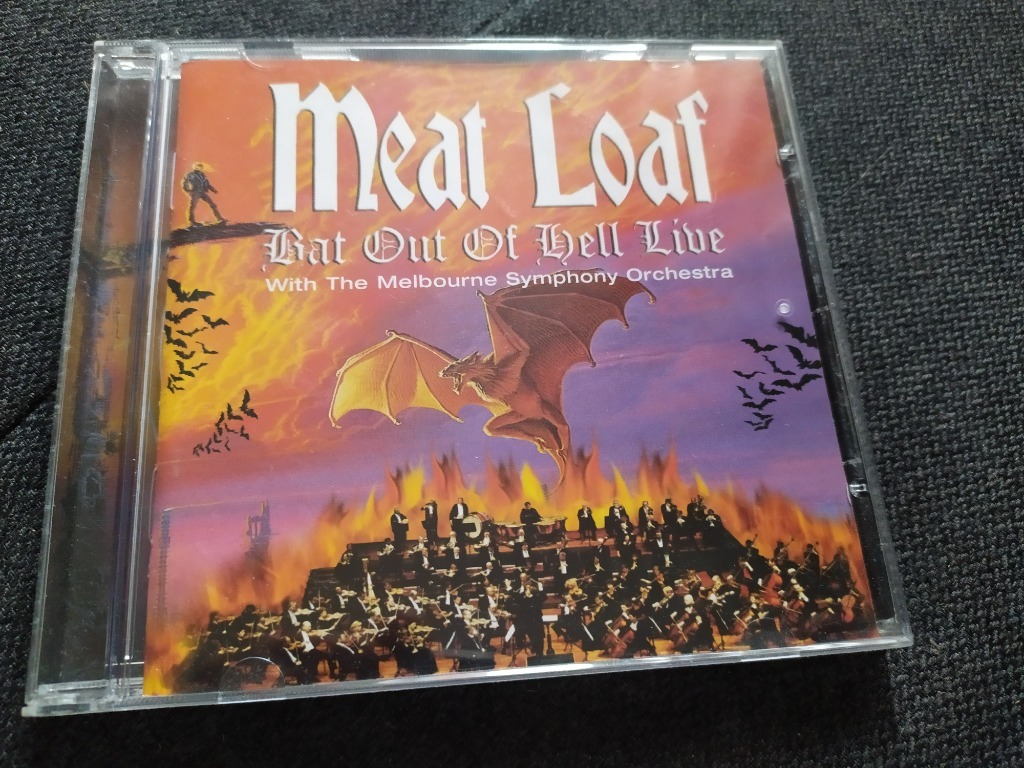 Meat Loaf
Bat Out Of Hell Live
With The Melbourne Symphony Orchestra